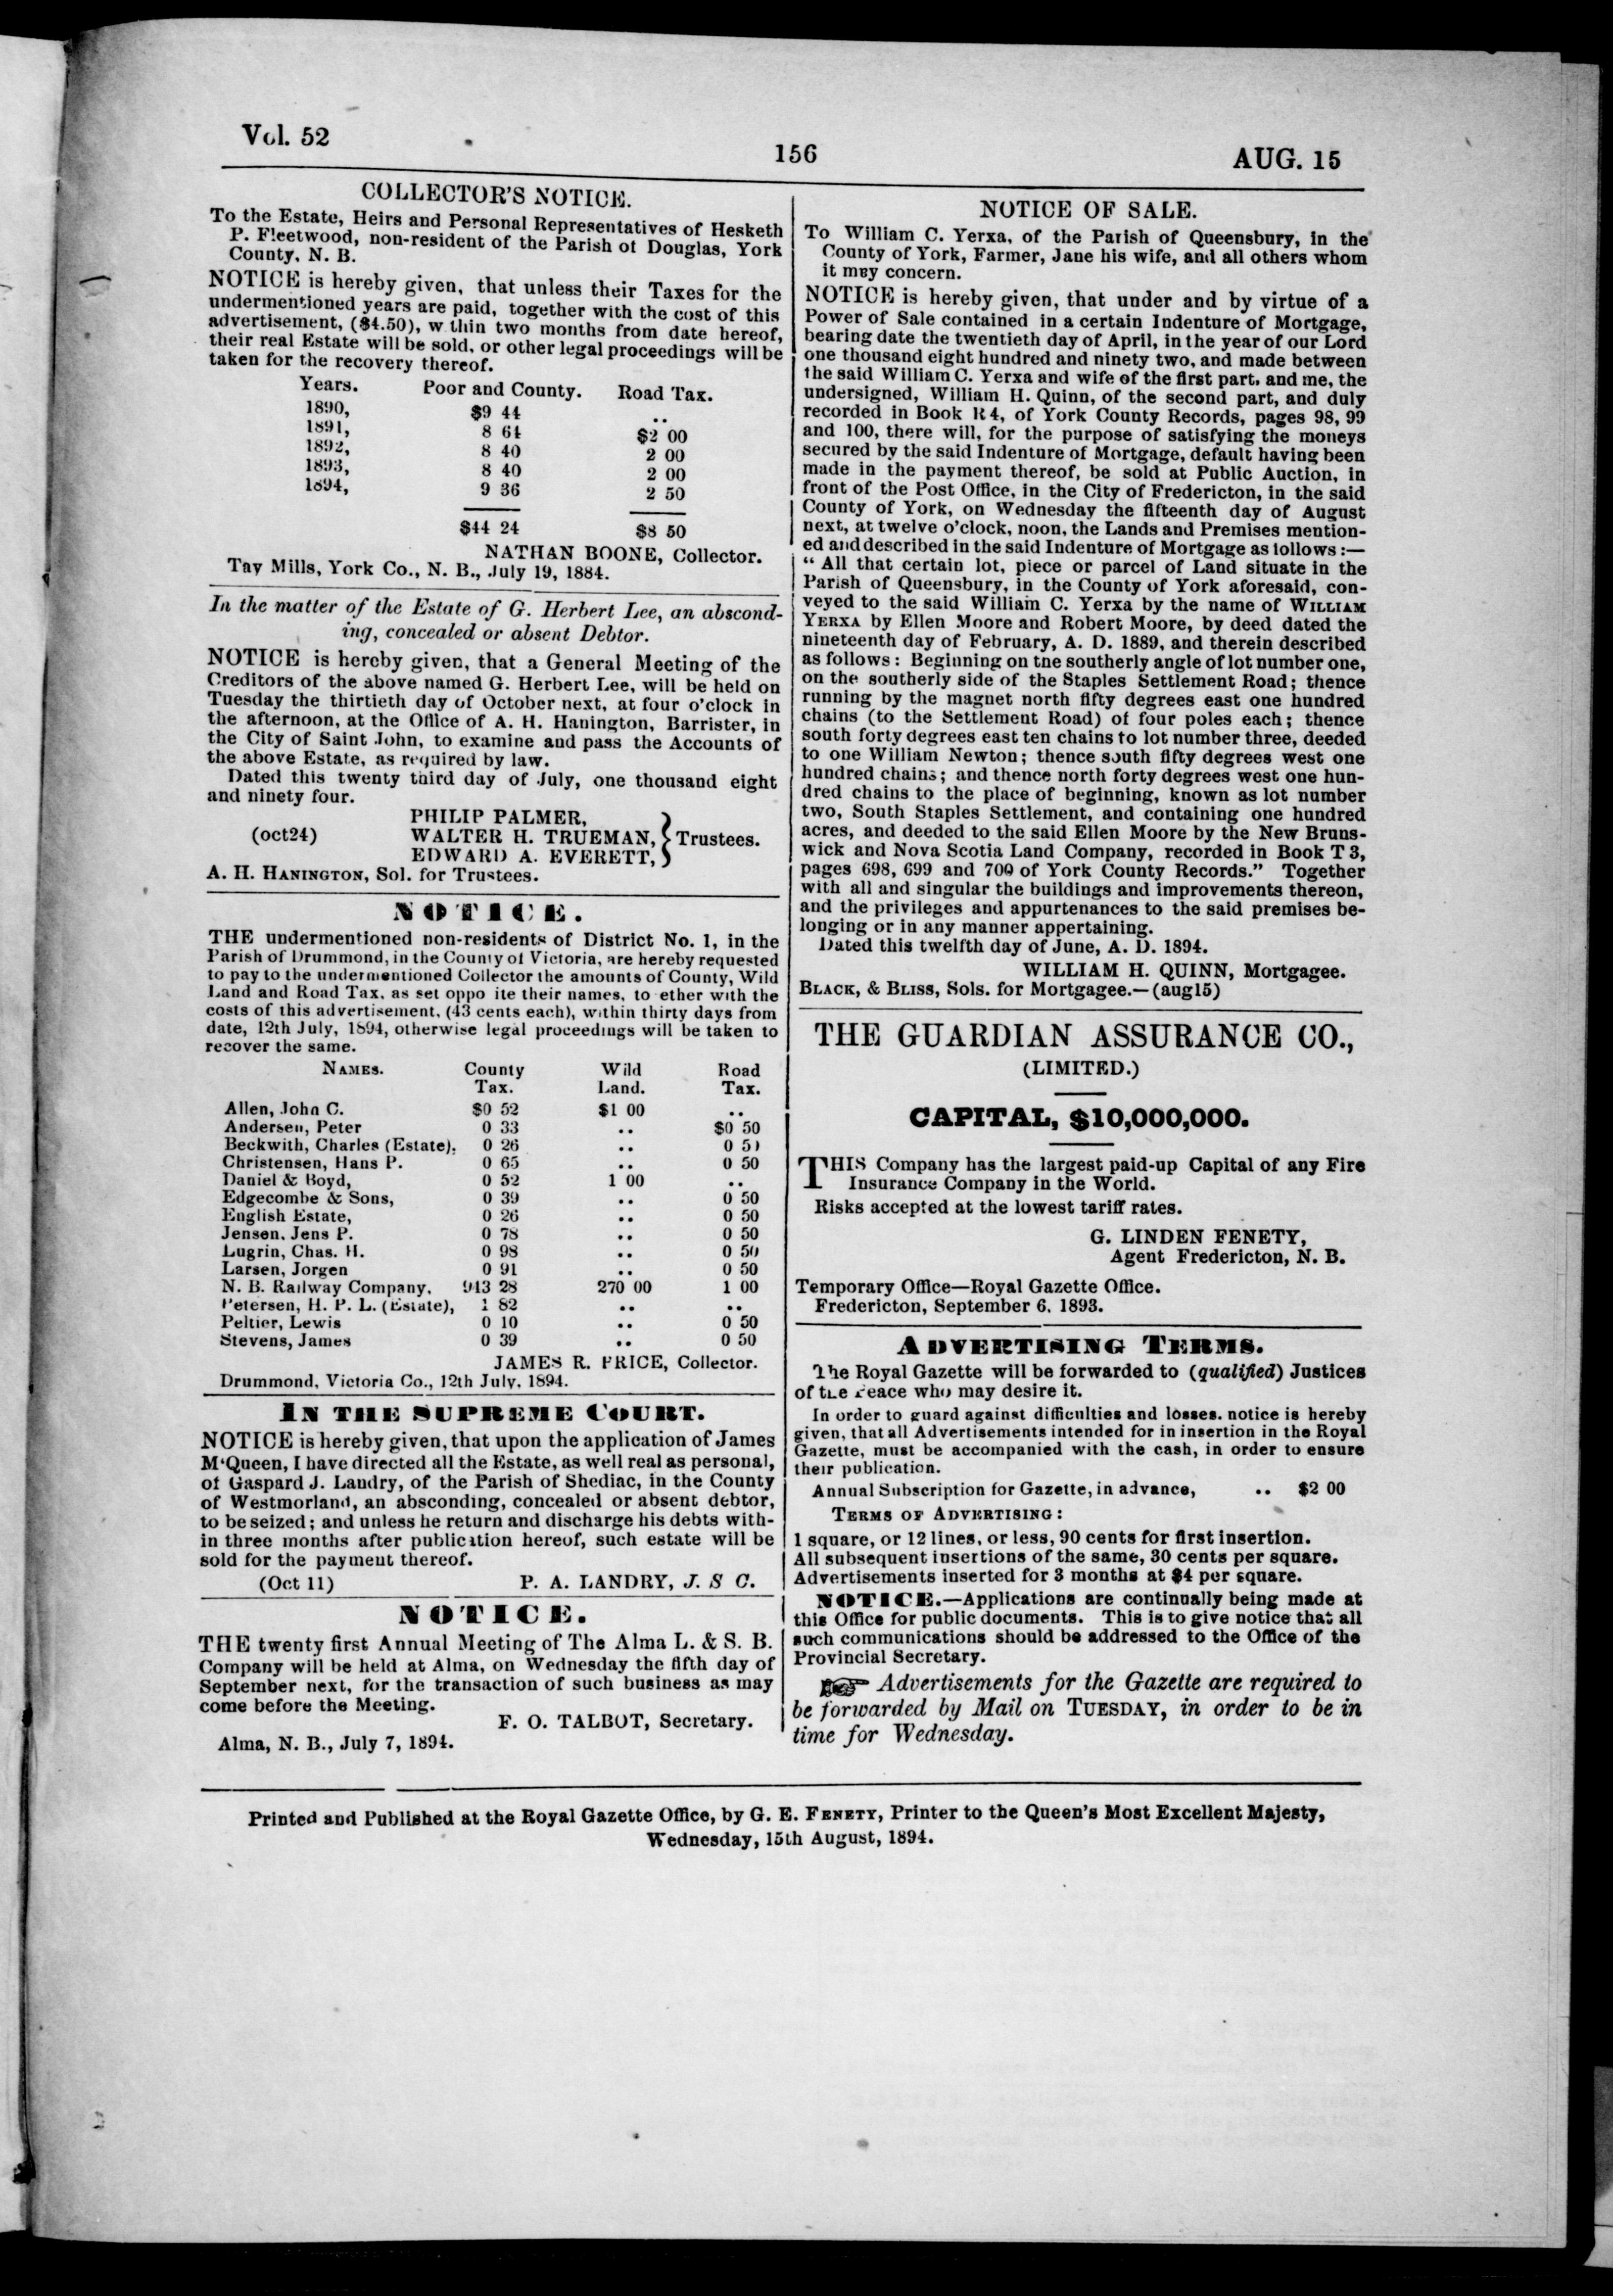 Vol. 52
156
AUG. 15
COLLECTOR'S NOTICE.
To the Estate, Heirs and Personal Representatives of Hesketh
P. Fleetwood, non-resident of the Parish of Douglas, York
County, N. B.
NOTICE is hereby given, that unless their Taxes for the
undermentioned years are paid, together with the cost of this
advertisement, ($4.50), w thin two months from date hereof,
their real Estate will be sold, or other legal proceedings will be
taken for the recovery thereof.
Years. Poor and County. Road Tax.
1890, $9 44 ..
1891, 8 64 $2 00
1892, 8 40 2 00
1893, 8 40 2 00
1894, 9 36 2 50
$44 24 $8 50
NATHAN BOONE, Collector.
Tay Mills, York Co., N. B., July 19, 1884.
In the matter of the Estate of G. Herbert Lee, an abscond-
ing, concealed or absent Debtor.
NOTICE is hereby given, that a General Meeting of the
Creditors of the above named G. Herbert Lee, will be held on
Tuesday the thirtieth day of October next, at four o'clock in
the afternoon, at the Office of A. H. Hanington, Barrister, in
the City of Saint John, to examine and pass the Accounts of
the above Estate, as required by law.
Dated this twenty third day of July, one thousand eight
and ninety four.
PHILIP PALMER,
(oct24) WALTER H. TRUEMAN, } Trustees.
EDWARD A. EVERETT,
A. H. HANINGTON, Sol. for Trustees.
NOTICE.
THE undermentioned non-residents of District No. 1, in the
Parish of Drummond, in the County of Victoria, are hereby requested
to pay to the undermentioned Collector the amounts of County, Wild
Land and Road Tax, as set oppo ite their names, to ether with the
costs of this advertisement, (43 cents each), within thirty days from
date, 12th July, 1894, otherwise legal proceedings will be taken to
recover the same.
NAMES. County Wild Road
Tax. Land. Tax.
Allen, John C. $0 52 $1 00 ..
Andersen, Peter 0 33 .. $0 50
Beckwith, Charles (Estate), 0 26 .. 0 50
Christensen, Hans P. 0 65 .. 0 50
Daniel & Boyd, 0 52 1 00 ..
Edgecombe & Sons, 0 39 .. 0 50
English Estate, 0 26 .. 0 50
Jensen, Jens P. 0 78 .. 0 50
Lugrin, Chas. H. 0 98 .. 0 50
Larsen, Jorgen 0 91 .. 0 50
N. B. Railway Company, 943 28 270 00 1 00
Petersen, H. P. L. (Estate), 1 82 .. ..
Peltier, Lewis 0 10 .. 0 50
Stevens, James 0 39 .. 0 50
JAMES R. PRICE, Collector.
Drummond, Victoria Co., 12th July, 1894.
IN THE SUPREME COURT.
NOTICE is hereby given, that upon the application of James
M'Queen, I have directed all the Estate, as well real as personal,
of Gaspard J. Landry, of the Parish of Shediac, in the County
of Westmorland, an absconding, concealed or absent debtor,
to be seized; and unless he return and discharge his debts with-
in three months after publication hereof, such estate will be
sold for the payment thereof.
(Oct 11) P. A. LANDRY, J. S C.
NOTICE.
THE twenty first Annual Meeting of The Alma L. & S. B.
Company will be held at Alma, on Wednesday the fifth day of
September next, for the transaction of such business as may
come before the Meeting.
F. O. TALBOT, Secretary.
Alma, N. B., July 7, 1894.
NOTICE OF SALE.
To William C. Yerxa, of the Parish of Queensbury, in the
County of York, Farmer, Jane his wife, and all others whom
it may concern.
NOTICE is hereby given, that under and by virtue of a
Power of Sale contained in a certain Indenture of Mortgage,
bearing date the twentieth day of April, in the year of our Lord
one thousand eight hundred and ninety two, and made between
the said William C. Yerxa and wife of the first part, and me, the
undersigned, William H. Quinn, of the second part, and duly
recorded in Book R 4, of York County Records, pages 98, 99
and 100, there will, for the purpose of satisfying the moneys
secured by the said Indenture of Mortgage, default having been
made in the payment thereof, be sold at Public Auction, in
front of the Post Office, in the City of Fredericton, in the said
County of York, on Wednesday the fifteenth day of August
next, at twelve o'clock, noon, the Lands and Premises mention-
ed and described in the said Indenture of Mortgage as follows:—
" All that certain lot, piece or parcel of Land situate in the
Parish of Queensbury, in the County of York aforesaid, con-
veyed to the said William C. Yerxa by the name of WILLIAM
YERXA by Ellen Moore and Robert Moore, by deed dated the
nineteenth day of February, A. D. 1889, and therein described
as follows: Beginning on tne southerly angle of lot number one,
on the southerly side of the Staples Settlement Road; thence
running by the magnet north fifty degrees east one hundred
chains (to the Settlement Road) of four poles each; thence
south forty degrees east ten chains to lot number three, deeded
to one William Newton; thence south fifty degrees west one
hundred chains; and thence north forty degrees west one hun-
dred chains to the place of beginning, known as lot number
two, South Staples Settlement, and containing one hundred
acres, and deeded to the said Ellen Moore by the New Bruns-
wick and Nova Scotia Land Company, recorded in Book T 3,
pages 698, 699 and 700 of York County Records." Together
with all and singular the buildings and improvements thereon,
and the privileges and appurtenances to the said premises be-
longing or in any manner appertaining.
Dated this twelfth day of June, A. D. 1894.
WILLIAM H. QUINN, Mortgagee.
BLACK, & BLISS, Sols. for Mortgagee.—(aug15)
THE GUARDIAN ASSURANCE CO.,
(LIMITED.)
CAPITAL, $10,000,000.
THIS Company has the largest paid-up Capital of any Fire
Insurance Company in the World.
Risks accepted at the lowest tariff rates.
G. LINDEN FENETY,
Agent Fredericton, N. B.
Temporary Office—Royal Gazette Office.
Fredericton, September 6, 1893.
ADVERTISING TERMS.
The Royal Gazette will be forwarded to (qualified) Justices
of the Peace who may desire it.
In order to guard against difficulties and losses. notice is hereby
given, that all Advertisements intended for in insertion in the Royal
Gazette, must be accompanied with the cash, in order to ensure
their publication.
Annual Subscription for Gazette, in advance, .. $2 00
TERMS OF ADVERTISING:
1 square, or 12 lines, or less, 90 cents for first insertion.
All subsequent insertions of the same, 30 cents per square.
Advertisements inserted for 3 months at $4 per square.
NOTICE.—Applications are continually being made at
this Office for public documents. This is to give notice that all
such communications should be addressed to the Office of the
Provincial Secretary.
☞ Advertisements for the Gazette are required to
be forwarded by Mail on TUESDAY, in order to be in
time for Wednesday.
Printed and Published at the Royal Gazette Office, by G. E. FENETY, Printer to the Queen's Most Excellent Majesty,
Wednesday, 15th August, 1894.